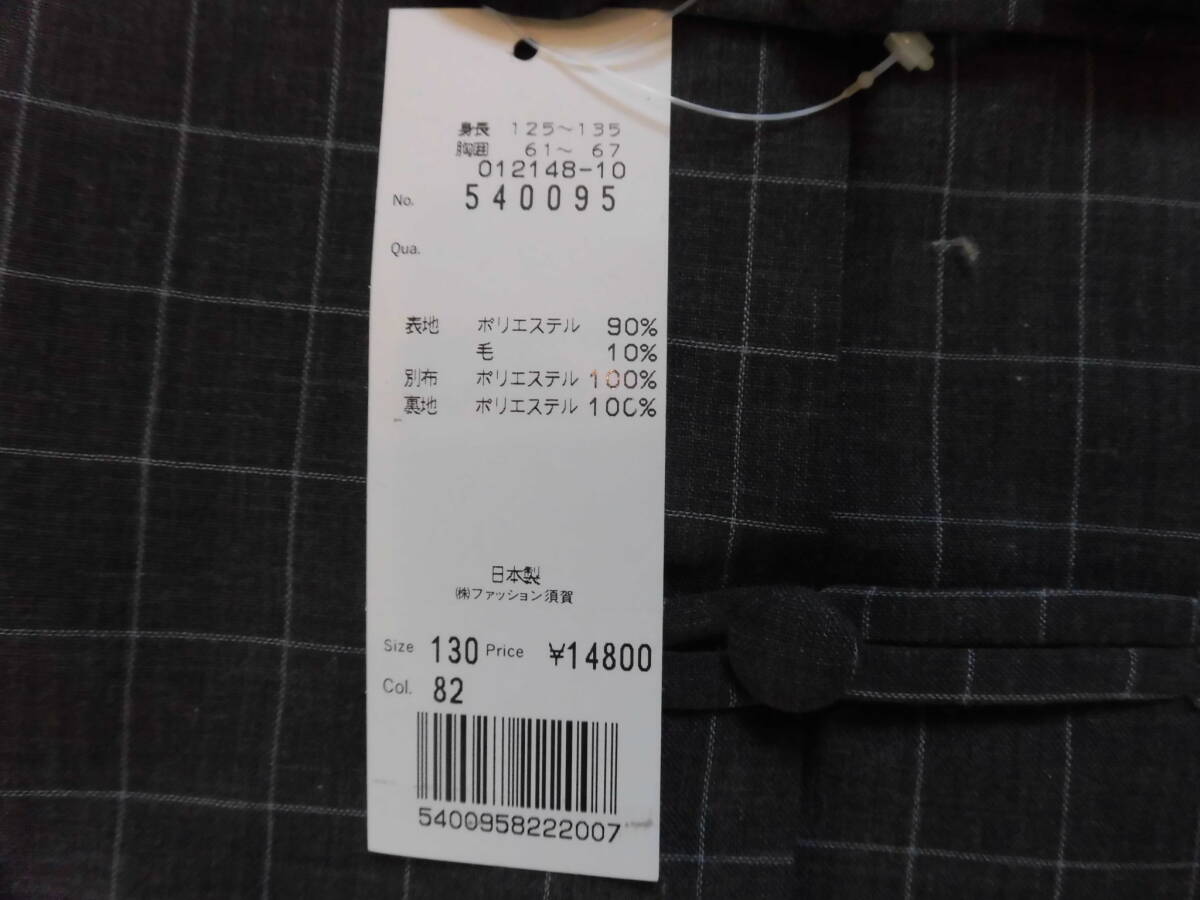 身長 125～135
胸囲 61～ 67
012148-10
No. 540095
Qua.
表地 ポリエステル 90%
毛 10%
別布 ポリエステル 100%
裏地 ポリエステル 100%
日本製
㈱ファッション須賀
Size 130 Price ¥14800
Col. 82
5400958222007